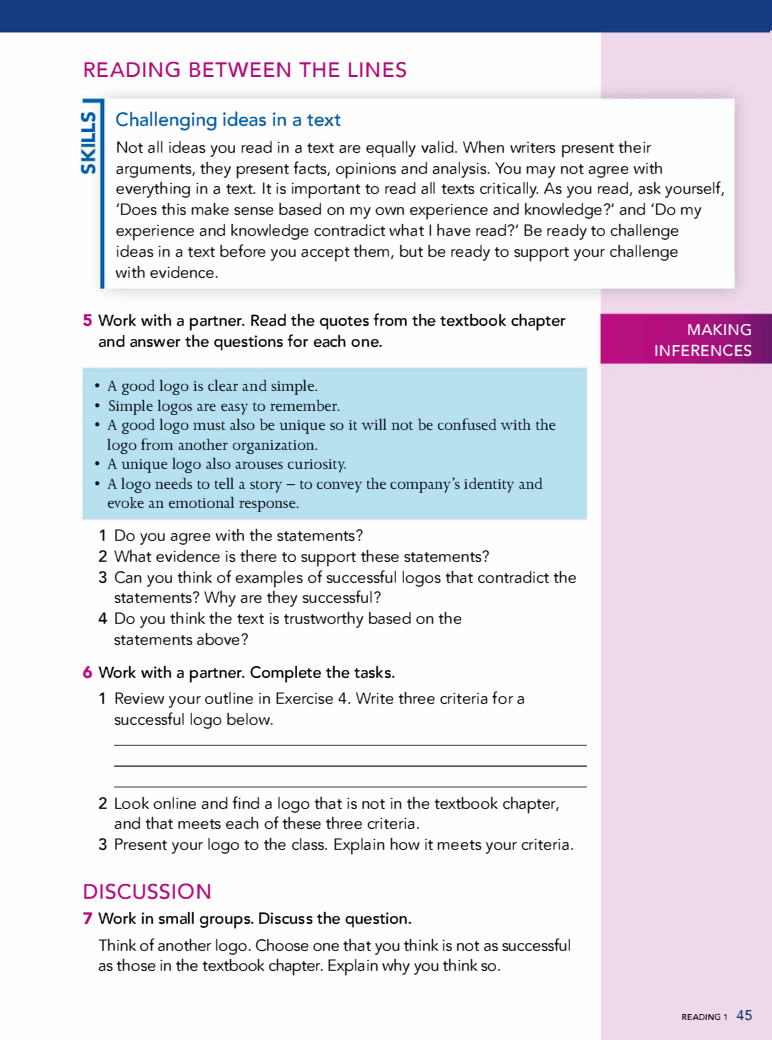 READING BETWEEN THE LINES
SKILLS
Challenging ideas in a text
Not all ideas you read in a text are equally valid. When writers present their
arguments, they present facts, opinions and analysis. You may not agree with
everything in a text. It is important to read all texts critically. As you read, ask yourself,
‘Does this make sense based on my own experience and knowledge?’ and ‘Do my
experience and knowledge contradict what I have read?’ Be ready to challenge
ideas in a text before you accept them, but be ready to support your challenge
with evidence.
5 Work with a partner. Read the quotes from the textbook chapter
and answer the questions for each one.
MAKING
INFERENCES
• A good logo is clear and simple.
• Simple logos are easy to remember.
• A good logo must also be unique so it will not be confused with the
logo from another organization.
• A unique logo also arouses curiosity.
• A logo needs to tell a story – to convey the company’s identity and
evoke an emotional response.
1 Do you agree with the statements?
2 What evidence is there to support these statements?
3 Can you think of examples of successful logos that contradict the
statements? Why are they successful?
4 Do you think the text is trustworthy based on the
statements above?
6 Work with a partner. Complete the tasks.
1 Review your outline in Exercise 4. Write three criteria for a
successful logo below.
2 Look online and find a logo that is not in the textbook chapter,
and that meets each of these three criteria.
3 Present your logo to the class. Explain how it meets your criteria.
DISCUSSION
7 Work in small groups. Discuss the question.
Think of another logo. Choose one that you think is not as successful
as those in the textbook chapter. Explain why you think so.
READING 1 45